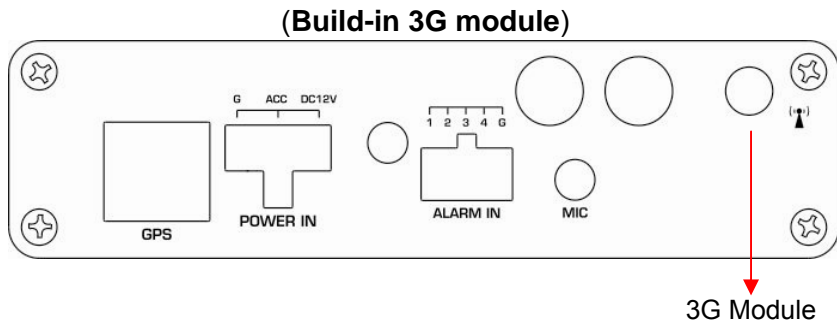 (Build-in 3G module)
G ACC DC12V
1 2 3 4 G
GPS
POWER IN
ALARM IN
MIC
3G Module